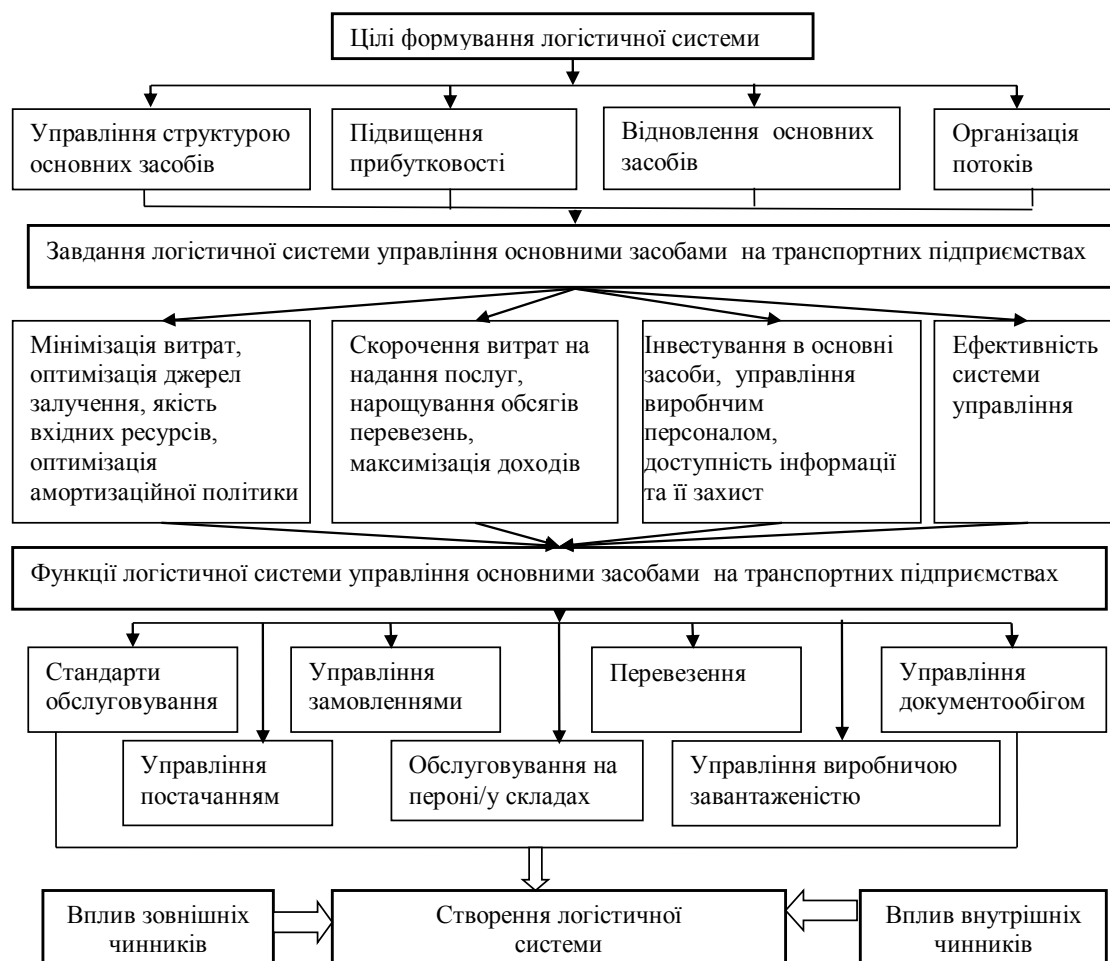 Цілі формування логістичної системи
Управління структурою
основних засобів
Підвищення
прибутковості
Відновлення основних
засобів
Організація
потоків
Завдання логістичної системи управління основними засобами на транспортних підприємствах
Мінімізація витрат,
оптимізація джерел
залучення, якість
вхідних ресурсів,
оптимізація
амортизаційної політики
Скорочення витрат на
надання послуг,
нарощування обсягів
перевезень,
максимізація доходів
Інвестування в основні
засоби, управління
виробнчим
персоналом,
доступність інформації
та її захист
Ефективність
системи
управління
Функції логістичної системи управління основними засобами на транспортних підприємствах
Стандарти
обслуговування
Управління
замовленнями
Перевезення
Управління
документообігом
Управління
постачанням
Обслуговування на
пероні/у складах
Управління виробничою
завантаженістю
Вплив зовнішніх
чинників
Створення логістичної
системи
Вплив внутрішніх
чинників